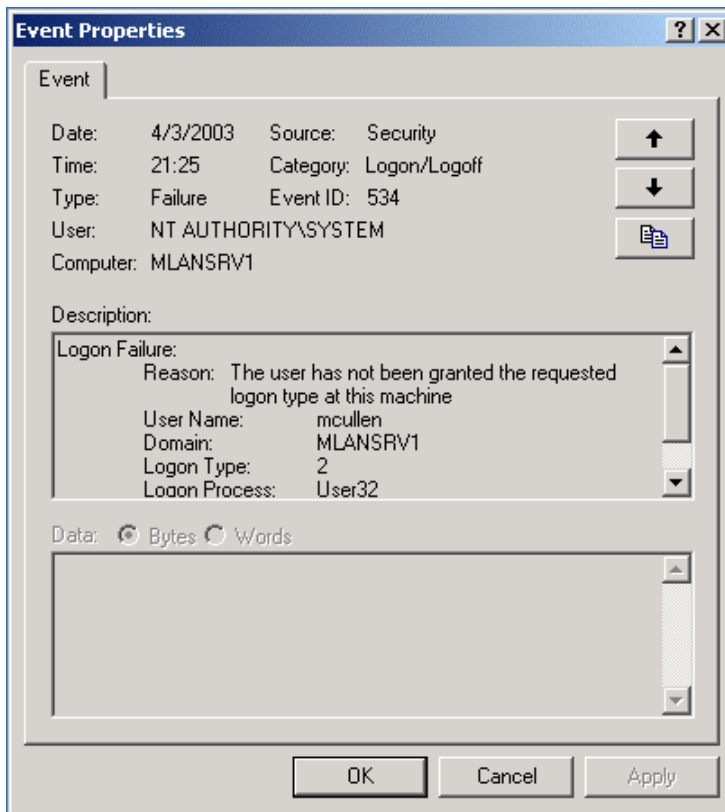 Event Properties
Event
Date: 4/3/2003 Source: Security
Time: 21:25 Category: Logon/Logoff
Type: Failure Event ID: 534
User: NT AUTHORITY\SYSTEM
Computer: MLANSRV1
Description:
Logon Failure:
Reason: The user has not been granted the requested
logon type at this machine
User Name: mcullen
Domain: MLANSRV1
Logon Type: 2
Logon Process: User32
Data: Bytes Words
OK Cancel Apply